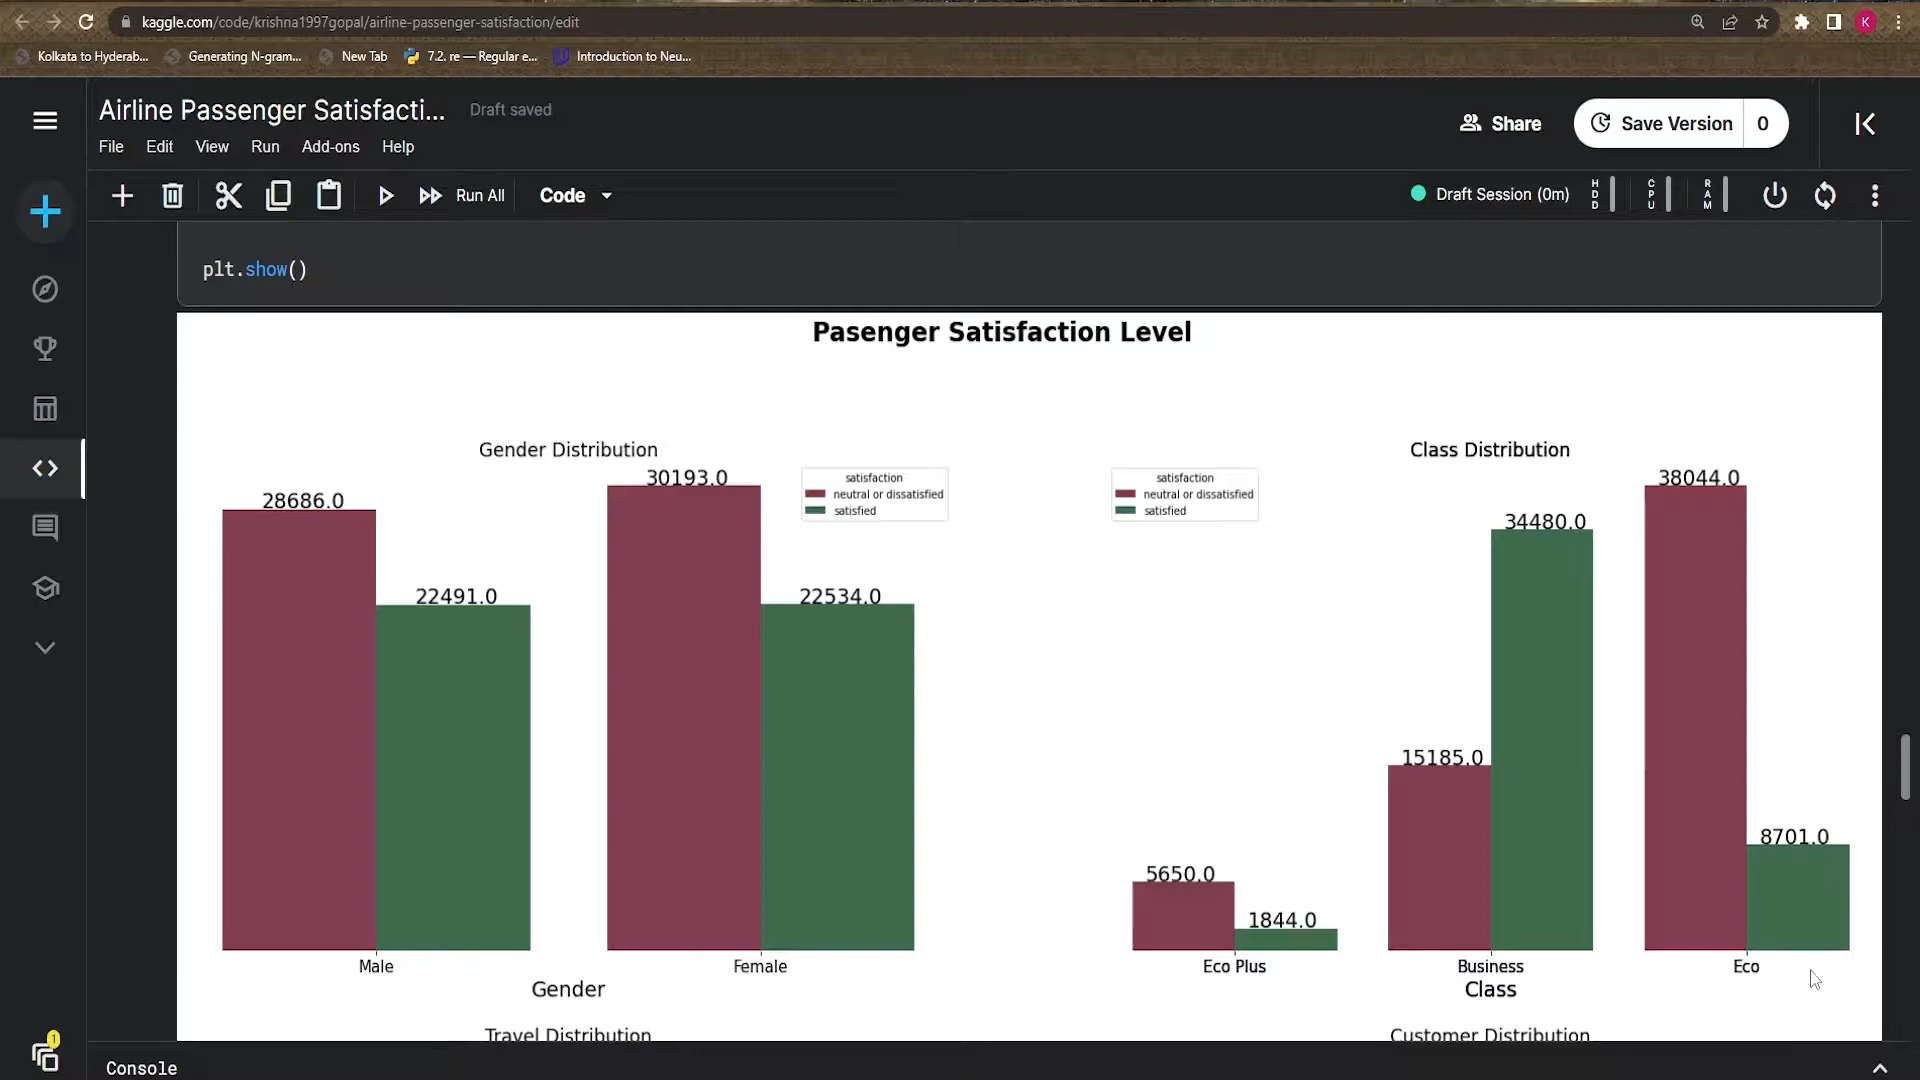 kaggle.com/code/krishna1997gopal/airline-passenger-satisfaction/edit
K
Kolkata to Hyderab...
Generating N-gram...
New Tab
7.2. re — Regular e...
Introduction to Neu...
Airline Passenger Satisfacti...
Draft saved
File
Edit
View
Run
Add-ons
Help
Share
Save Version
0
Run All
Code
Draft Session (0m)
HDD
CPU
RAM
plt.show()
Pasenger Satisfaction Level
Gender Distribution
satisfaction
neutral or dissatisfied
satisfied
28686.0
22491.0
30193.0
22534.0
Male
Female
Gender
Class Distribution
satisfaction
neutral or dissatisfied
satisfied
5650.0
1844.0
15185.0
34480.0
38044.0
8701.0
Eco Plus
Business
Eco
Class
Travel Distribution
Customer Distribution
1
Console